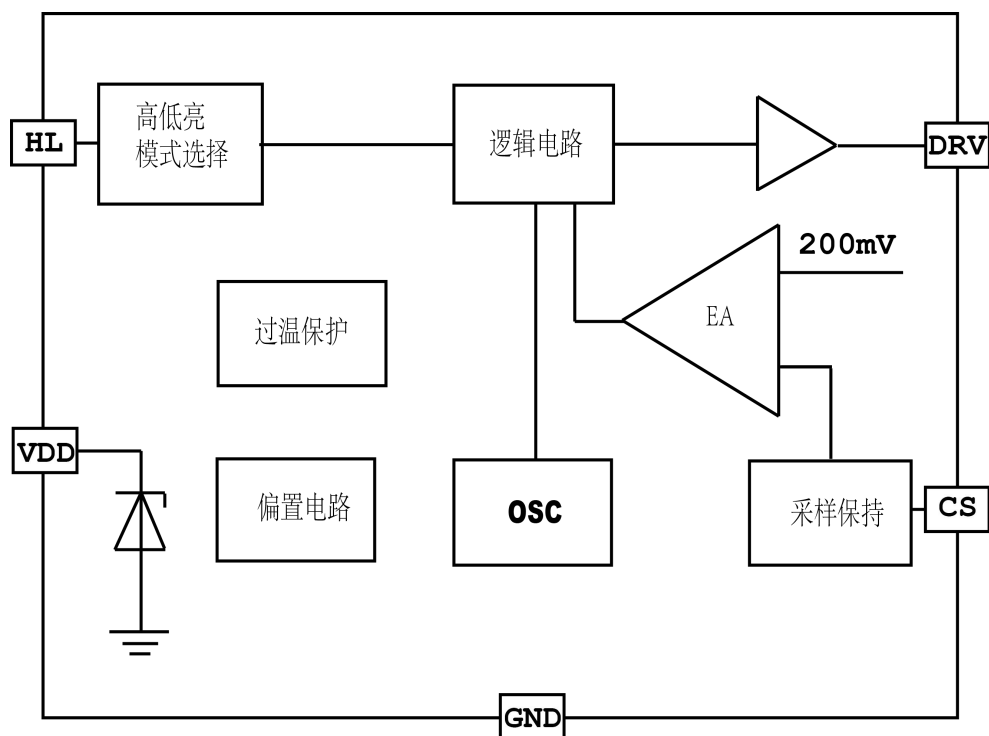 高低亮
模式选择
HL
逻辑电路
DRV
200mV
EA
过温保护
VDD
偏置电路
OSC
采样保持
CS
GND